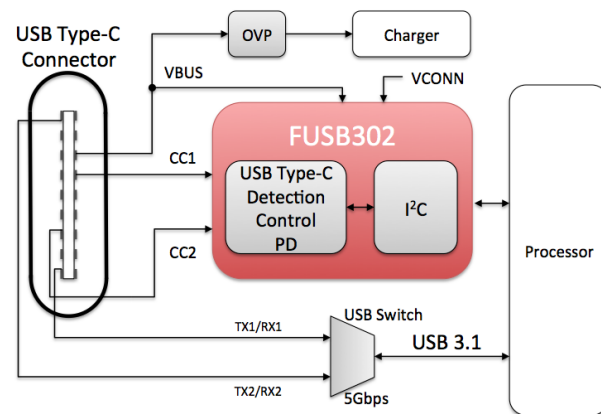 USB Type-C
Connector
OVP
Charger
VBUS
VCONN
FUSB302
CC1
USB Type-C
Detection
Control
PD
I²C
Processor
CC2
USB Switch
TX1/RX1
USB 3.1
TX2/RX2
5Gbps